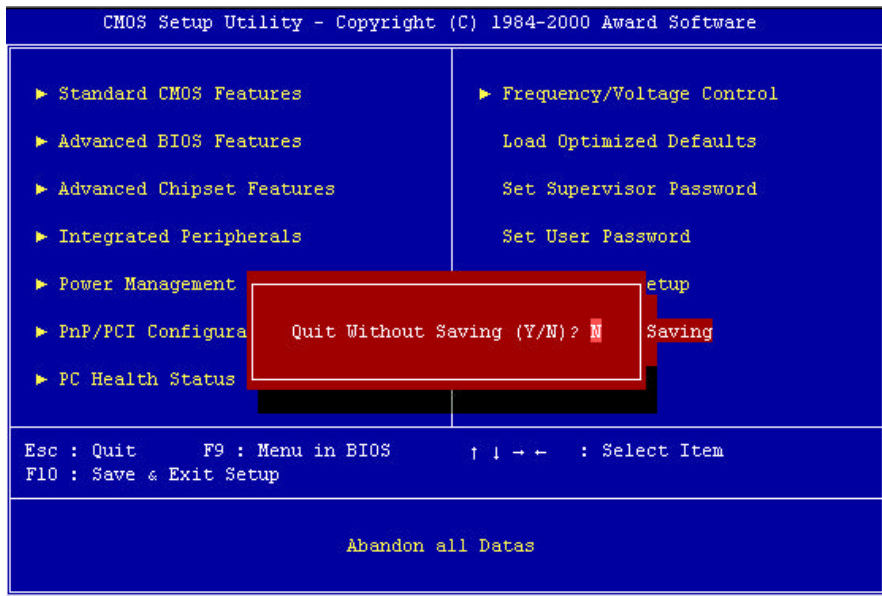 CMOS Setup Utility - Copyright (C) 1984-2000 Award Software
► Standard CMOS Features
► Advanced BIOS Features
► Advanced Chipset Features
► Integrated Peripherals
► Power Management
► PnP/PCI Configura
► PC Health Status
► Frequency/Voltage Control
Load Optimized Defaults
Set Supervisor Password
Set User Password
etup
Saving
Quit Without Saving (Y/N)? N
Esc : Quit F9 : Menu in BIOS ↑ ↓ → ← : Select Item
F10 : Save & Exit Setup
Abandon all Datas